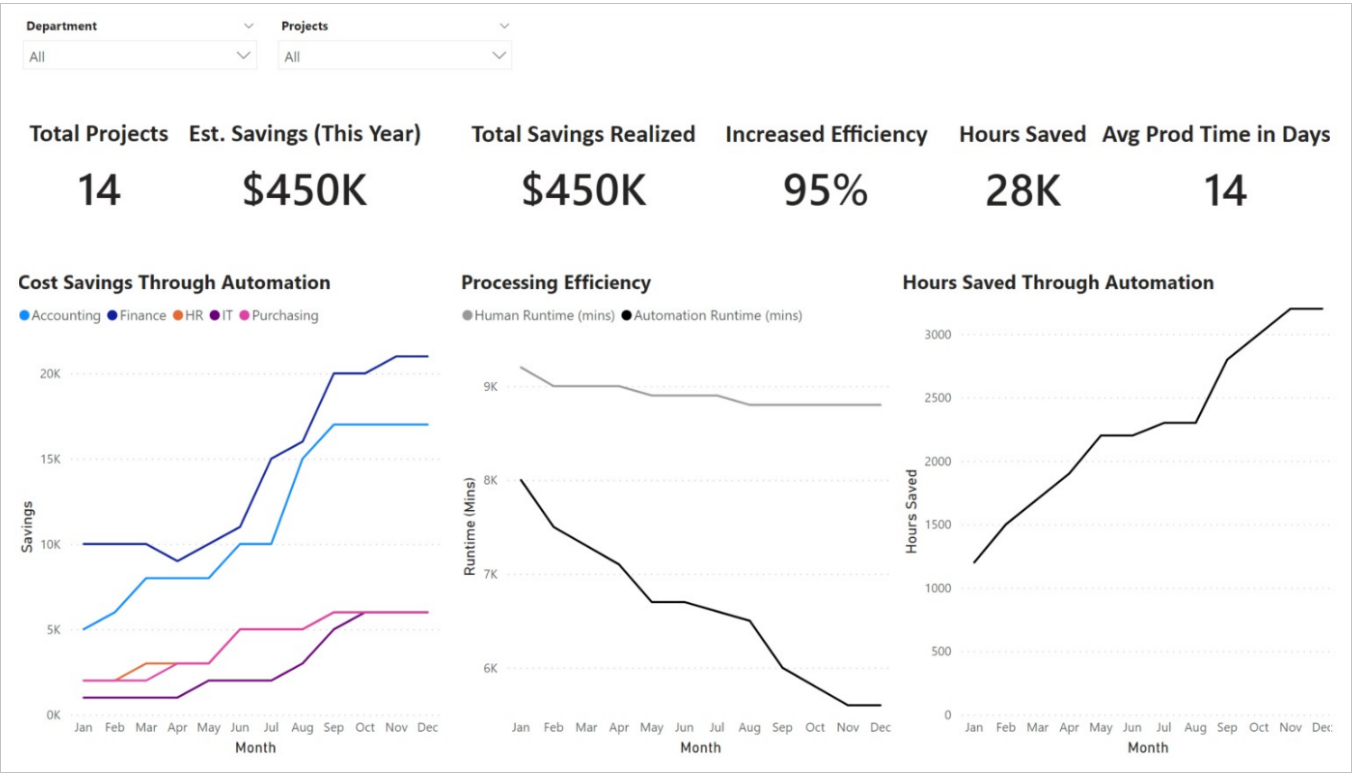 Department
Projects
All
All
Total Projects
Est. Savings (This Year)
Total Savings Realized
Increased Efficiency
Hours Saved
Avg Prod Time in Days
14
$450K
$450K
95%
28K
14
Cost Savings Through Automation
Accounting Finance HR IT Purchasing
20K
15K
10K
5K
0K
Savings
Jan Feb Mar Apr May Jun Jul Aug Sep Oct Nov Dec
Month
Processing Efficiency
Human Runtime (mins) Automation Runtime (mins)
9K
8K
7K
6K
Runtime (Mins)
Jan Feb Mar Apr May Jun Jul Aug Sep Oct Nov Dec
Month
Hours Saved Through Automation
3000
2500
2000
1500
1000
500
0
Hours Saved
Jan Feb Mar Apr May Jun Jul Aug Sep Oct Nov Dec
Month